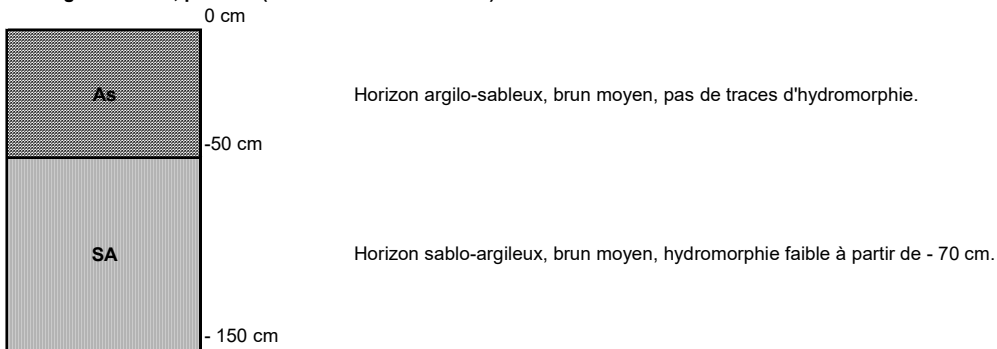 0 cm
As
Horizon argilo-sableux, brun moyen, pas de traces d'hydromorphie.
-50 cm
SA
Horizon sablo-argileux, brun moyen, hydromorphie faible à partir de - 70 cm.
- 150 cm